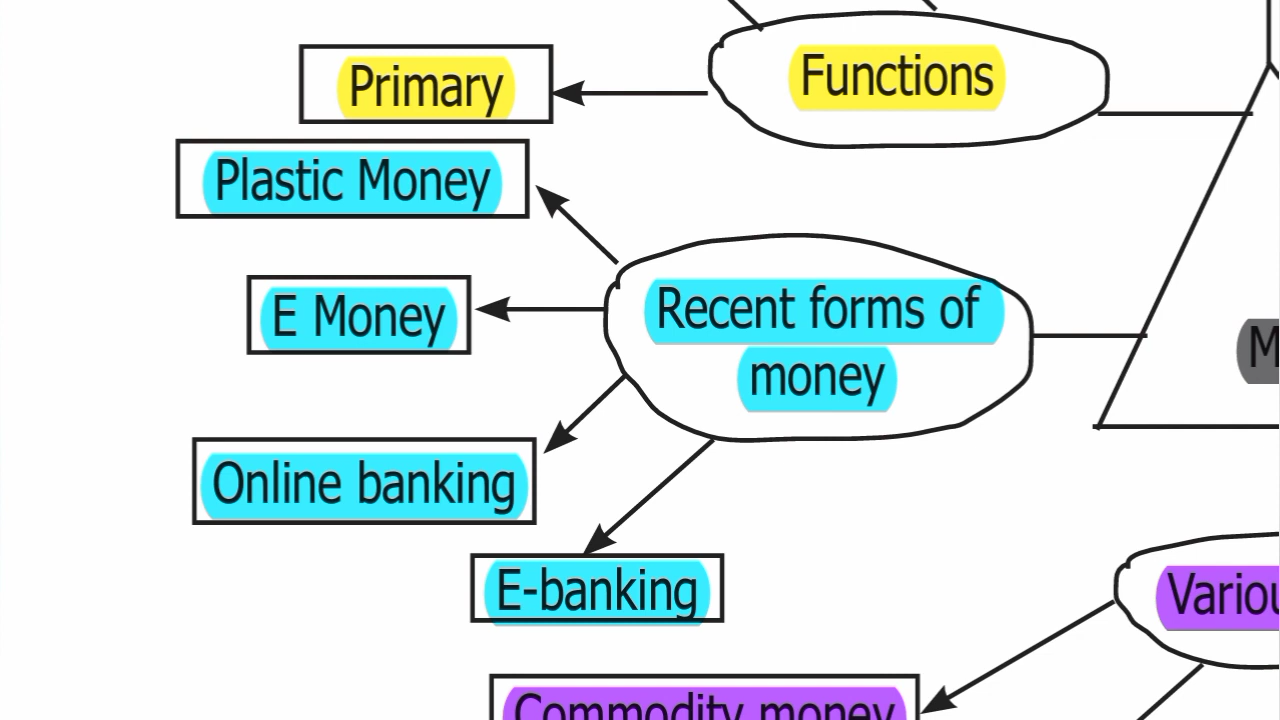 Functions
Primary
Plastic Money
E Money
Recent forms of
money
Online banking
E-banking
Commodity money